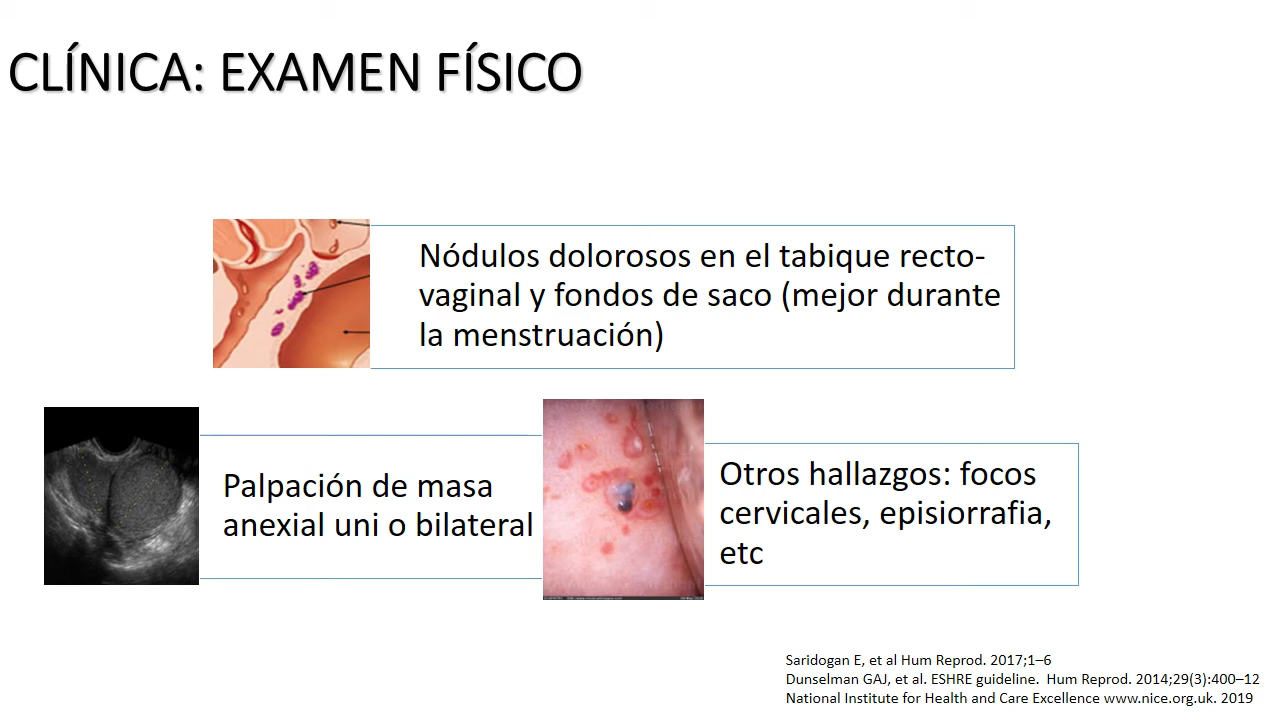 CLÍNICA: EXAMEN FÍSICO
Nódulos dolorosos en el tabique recto-
vaginal y fondos de saco (mejor durante
la menstruación)
Palpación de masa
anexial uni o bilateral
Otros hallazgos: focos
cervicales, episiorrafia,
etc
Saridogan E, et al Hum Reprod. 2017;1–6
Dunselman GAJ, et al. ESHRE guideline.  Hum Reprod. 2014;29(3):400–12
National Institute for Health and Care Excellence www.nice.org.uk. 2019